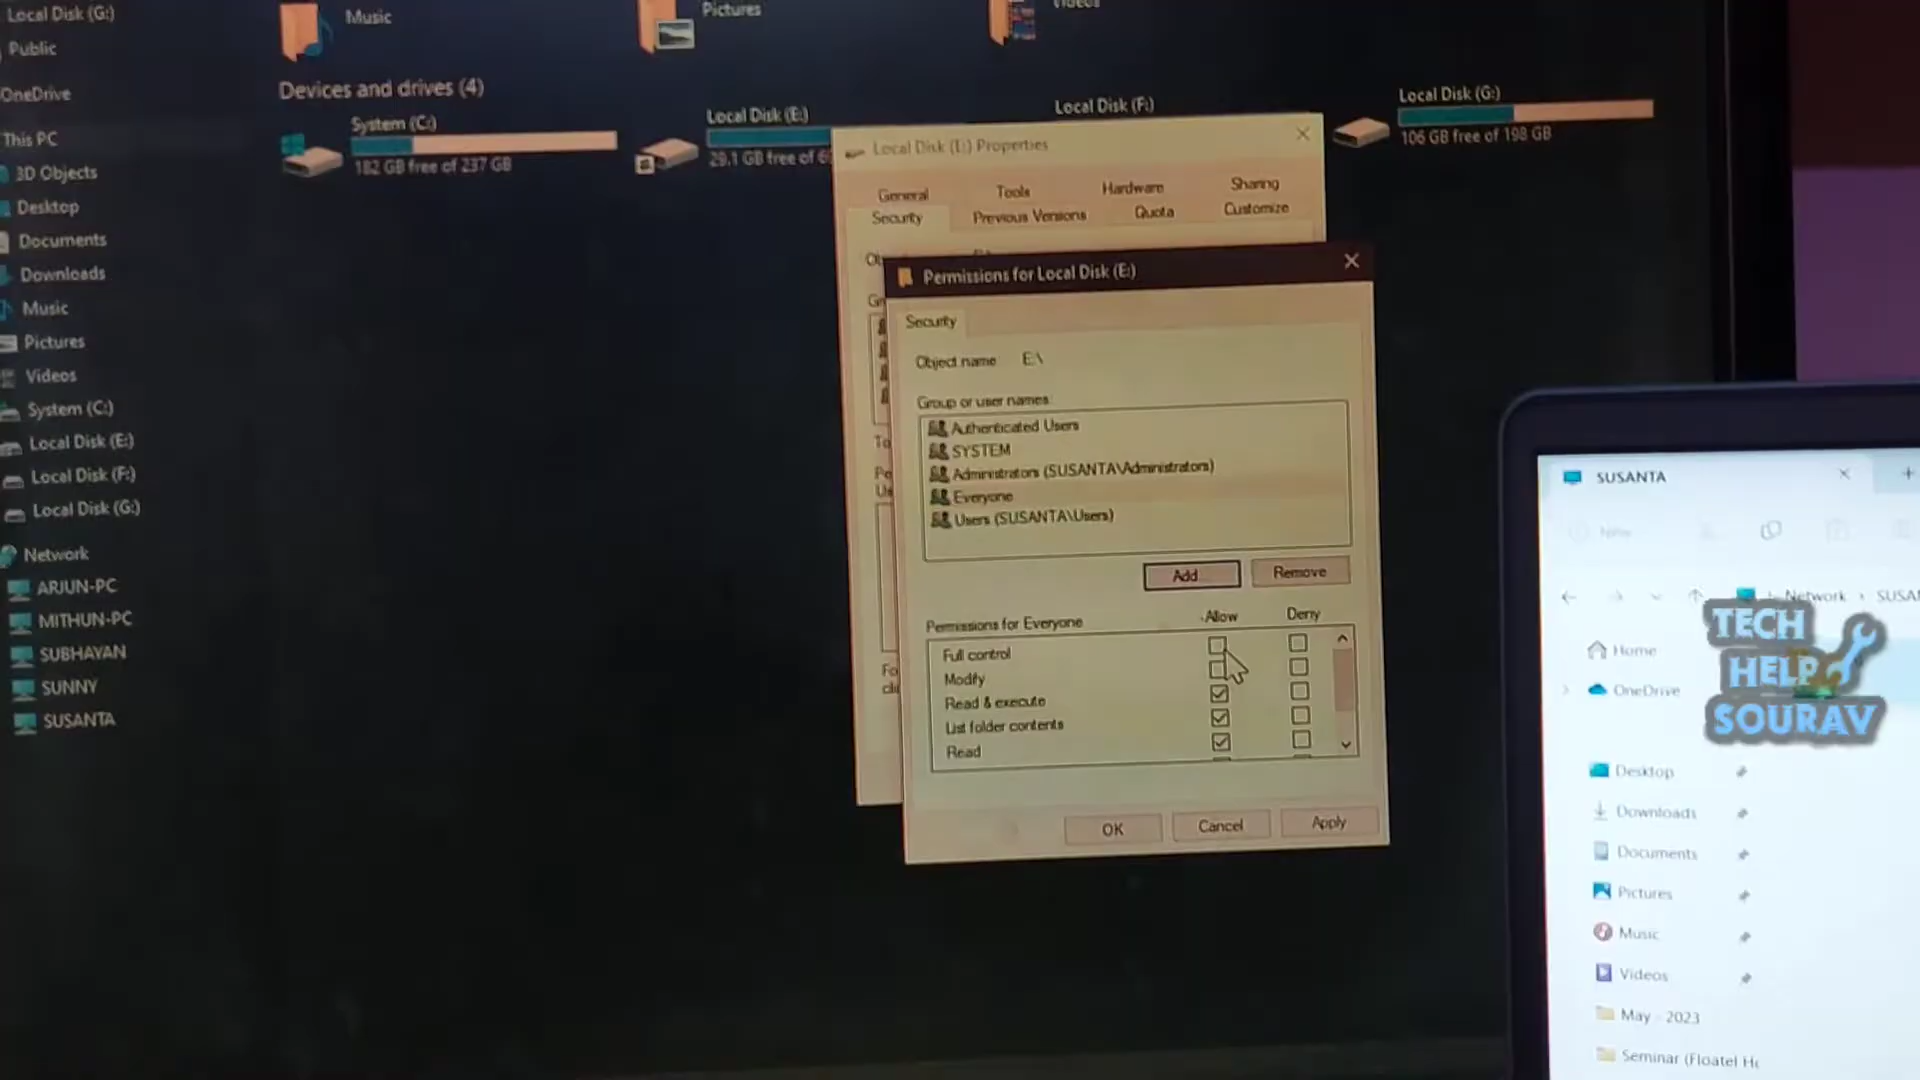 Local Disk (G:)
Public
OneDrive
This PC
3D Objects
Desktop
Documents
Downloads
Music
Pictures
Videos
System (C:)
Local Disk (E:)
Local Disk (F:)
Local Disk (G:)
Network
ARJUN-PC
MITHUN-PC
SUBHAYAN
SUNNY
SUSANTA
Music
Pictures
Videos
Devices and drives (4)
System (C:)
182 GB free of 237 GB
Local Disk (E:)
29.1 GB free of
Local Disk (F:)
Local Disk (G:)
106 GB free of 198 GB
Local Disk (E:) Properties
General Tools Hardware Sharing
Security Previous Versions Quota Customize
Permissions for Local Disk (E:)
Security
Object name: E:\
Group or user names:
Authenticated Users
SYSTEM
Administrators (SUSANTA\Administrators)
Everyone
Users (SUSANTA\Users)
Add... Remove
Permissions for Everyone Allow Deny
Full control
Modify
Read & execute
List folder contents
Read
OK Cancel Apply
SUSANTA
New
Network
Home
OneDrive
Desktop
Downloads
Documents
Pictures
Music
Videos
May - 2023
Seminar (Floatel
TECH
HELP
SOURAV